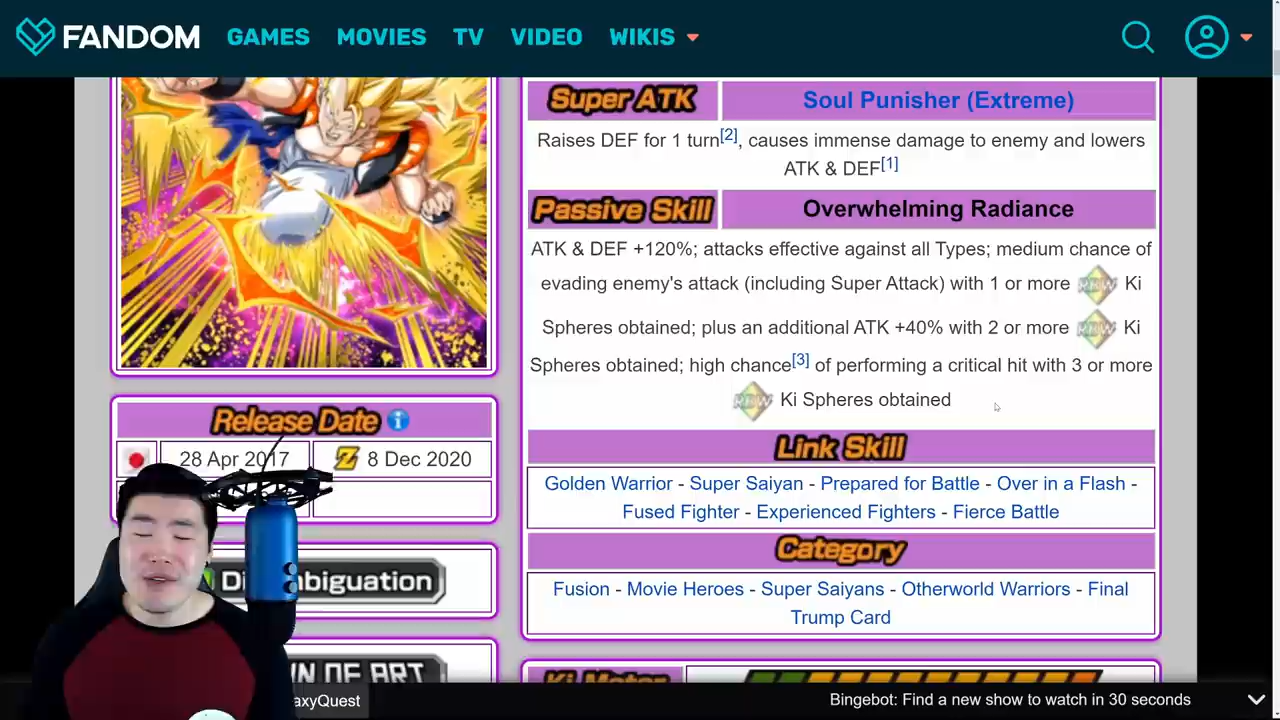 FANDOM GAMES MOVIES TV VIDEO WIKIS
Super ATK Soul Punisher (Extreme)
Raises DEF for 1 turn[2], causes immense damage to enemy and lowers
ATK & DEF[1]
Passive Skill Overwhelming Radiance
ATK & DEF +120%; attacks effective against all Types; medium chance of
evading enemy's attack (including Super Attack) with 1 or more RBW Ki
Spheres obtained; plus an additional ATK +40% with 2 or more RBW Ki
Spheres obtained; high chance[3] of performing a critical hit with 3 or more
RBW Ki Spheres obtained
Link Skill
Golden Warrior - Super Saiyan - Prepared for Battle - Over in a Flash -
Fused Fighter - Experienced Fighters - Fierce Battle
Category
Fusion - Movie Heroes - Super Saiyans - Otherworld Warriors - Final
Trump Card
Release Date i
28 Apr 2017 Z 8 Dec 2020
Bingebot: Find a new show to watch in 30 seconds